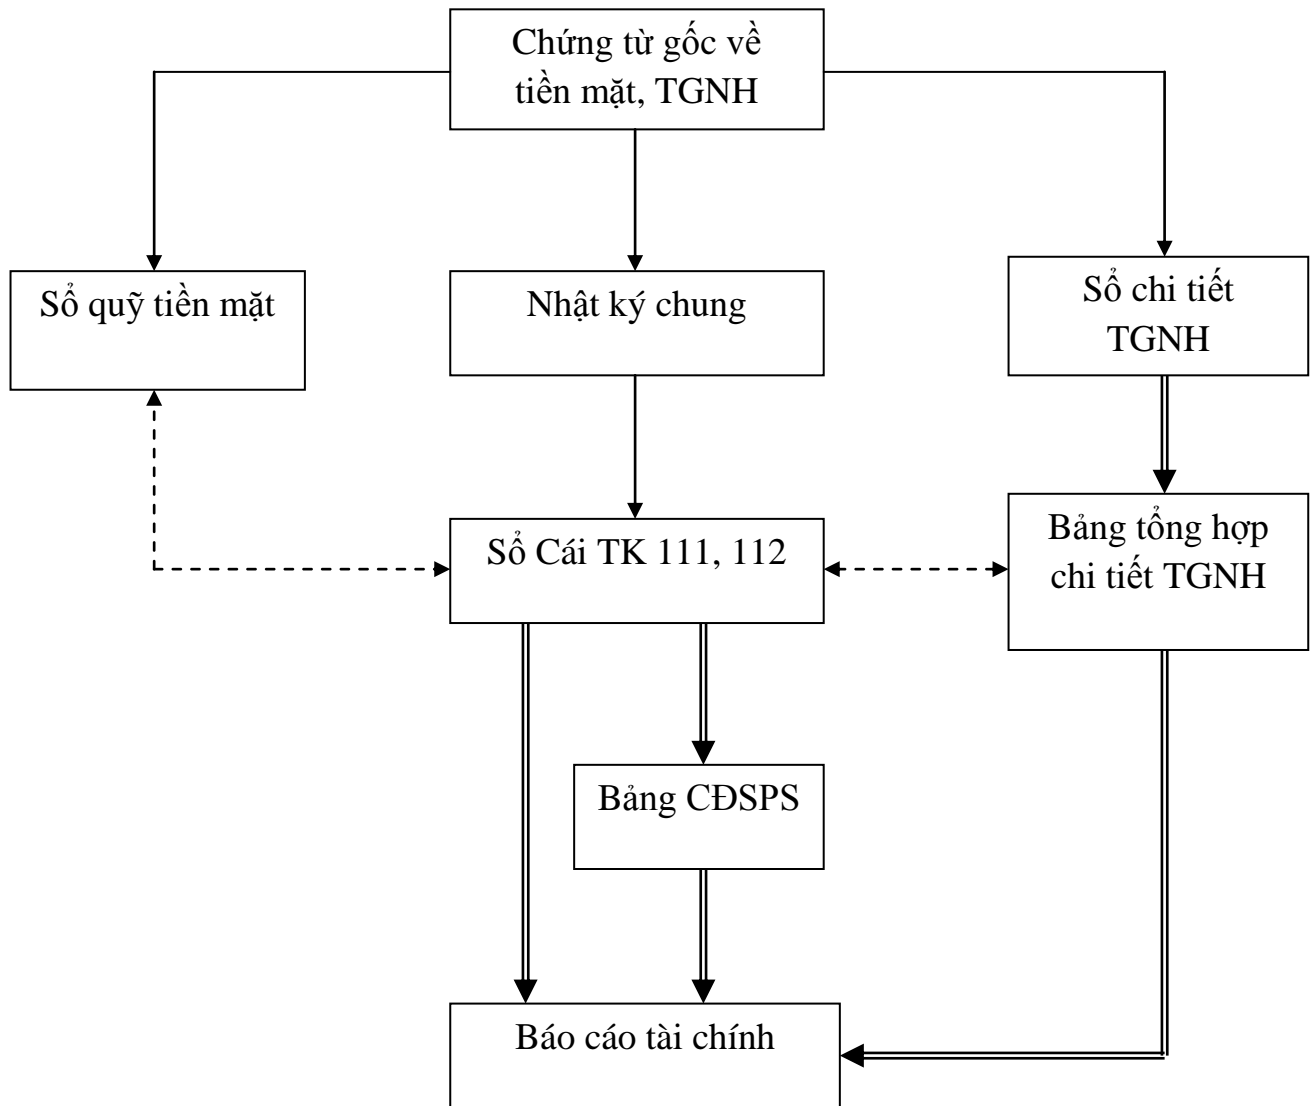 Chứng từ gốc về
tiền mặt, TGNH
Sổ quỹ tiền mặt
Nhật ký chung
Sổ chi tiết
TGNH
Sổ Cái TK 111, 112
Bảng tổng hợp
chi tiết TGNH
Bảng CĐSPS
Báo cáo tài chính